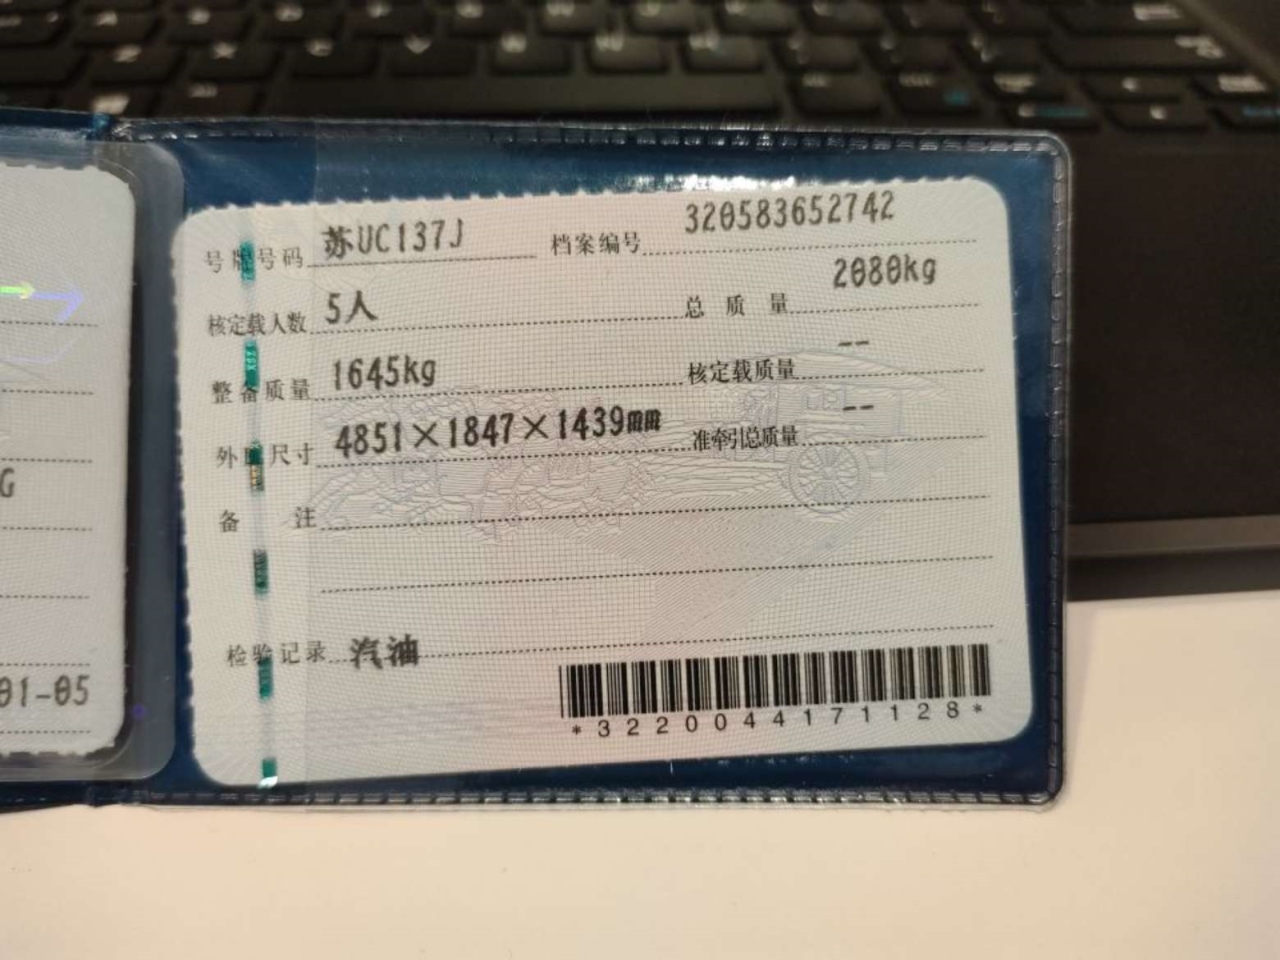 号牌号码 苏UC137J 档案编号 320583652742
核定载人数 5人 总质量 2080kg
整备质量 1645kg 核定载质量 --
外廓尺寸 4851×1847×1439mm 准牵引总质量 --
备注
检验记录 汽油
*3220044171128*
G
01-05